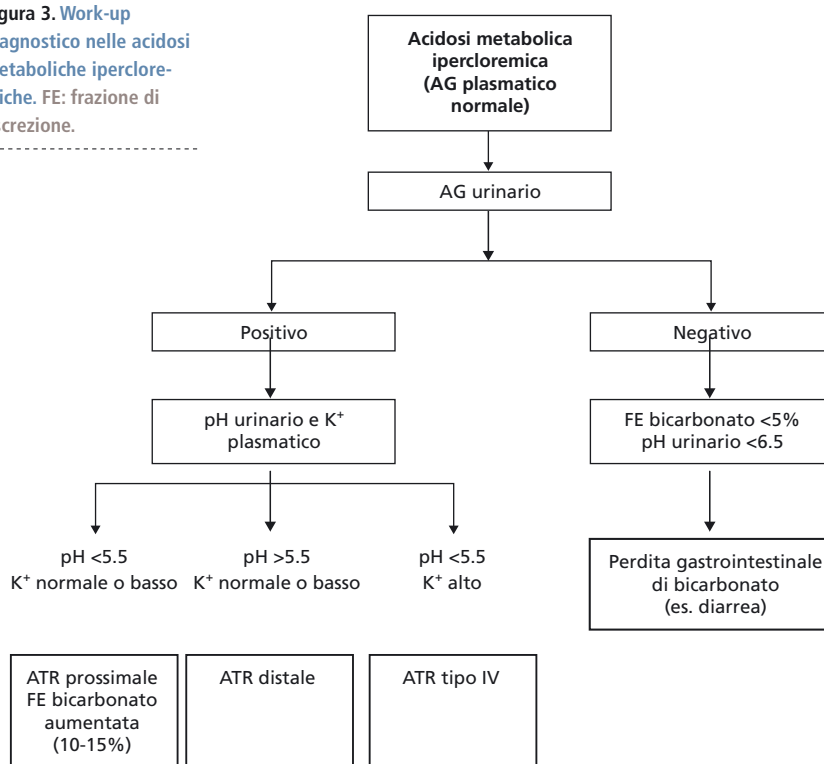 gura 3. Work-up
agnostico nelle acidosi
etaboliche iperclore-
iche. FE: frazione di
screzione.
Acidosi metabolica
ipercloremica
(AG plasmatico
normale)
AG urinario
Positivo
Negativo
pH urinario e K⁺
plasmatico
FE bicarbonato <5%
pH urinario <6.5
pH <5.5
K⁺ normale o basso
pH >5.5
K⁺ normale o basso
pH <5.5
K⁺ alto
Perdita gastrointestinale
di bicarbonato
(es. diarrea)
ATR prossimale
FE bicarbonato
aumentata
(10-15%)
ATR distale
ATR tipo IV